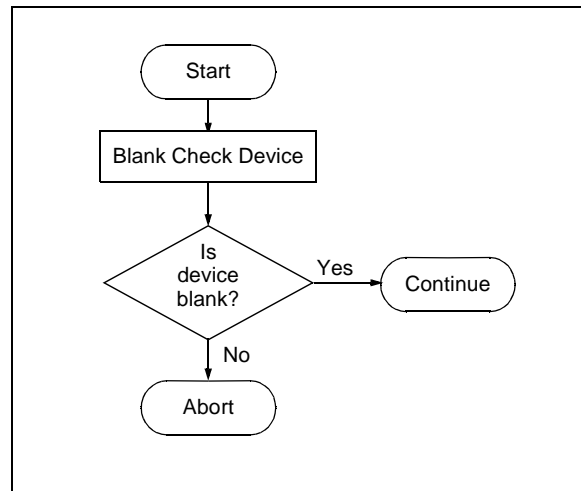 Start
Blank Check Device
Is
device
blank?
Yes
Continue
No
Abort